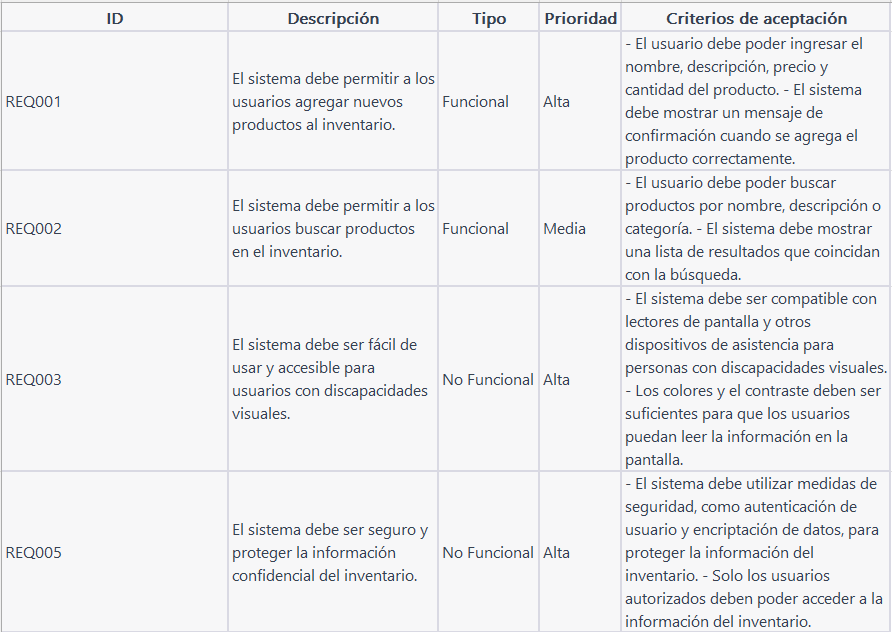 ID Descripción Tipo Prioridad Criterios de aceptación
REQ001
El sistema debe permitir a los
usuarios agregar nuevos
productos al inventario.
Funcional
Alta
- El usuario debe poder ingresar el
nombre, descripción, precio y
cantidad del producto. - El sistema
debe mostrar un mensaje de
confirmación cuando se agrega el
producto correctamente.
REQ002
El sistema debe permitir a los
usuarios buscar productos
en el inventario.
Funcional
Media
- El usuario debe poder buscar
productos por nombre, descripción o
categoría. - El sistema debe mostrar
una lista de resultados que coincidan
con la búsqueda.
REQ003
El sistema debe ser fácil de
usar y accesible para
usuarios con discapacidades
visuales.
No Funcional
Alta
- El sistema debe ser compatible con
lectores de pantalla y otros
dispositivos de asistencia para
personas con discapacidades visuales.
- Los colores y el contraste deben ser
suficientes para que los usuarios
puedan leer la información en la
pantalla.
REQ005
El sistema debe ser seguro y
proteger la información
confidencial del inventario.
No Funcional
Alta
- El sistema debe utilizar medidas de
seguridad, como autenticación de
usuario y encriptación de datos, para
proteger la información del
inventario. - Solo los usuarios
autorizados deben poder acceder a la
información del inventario.